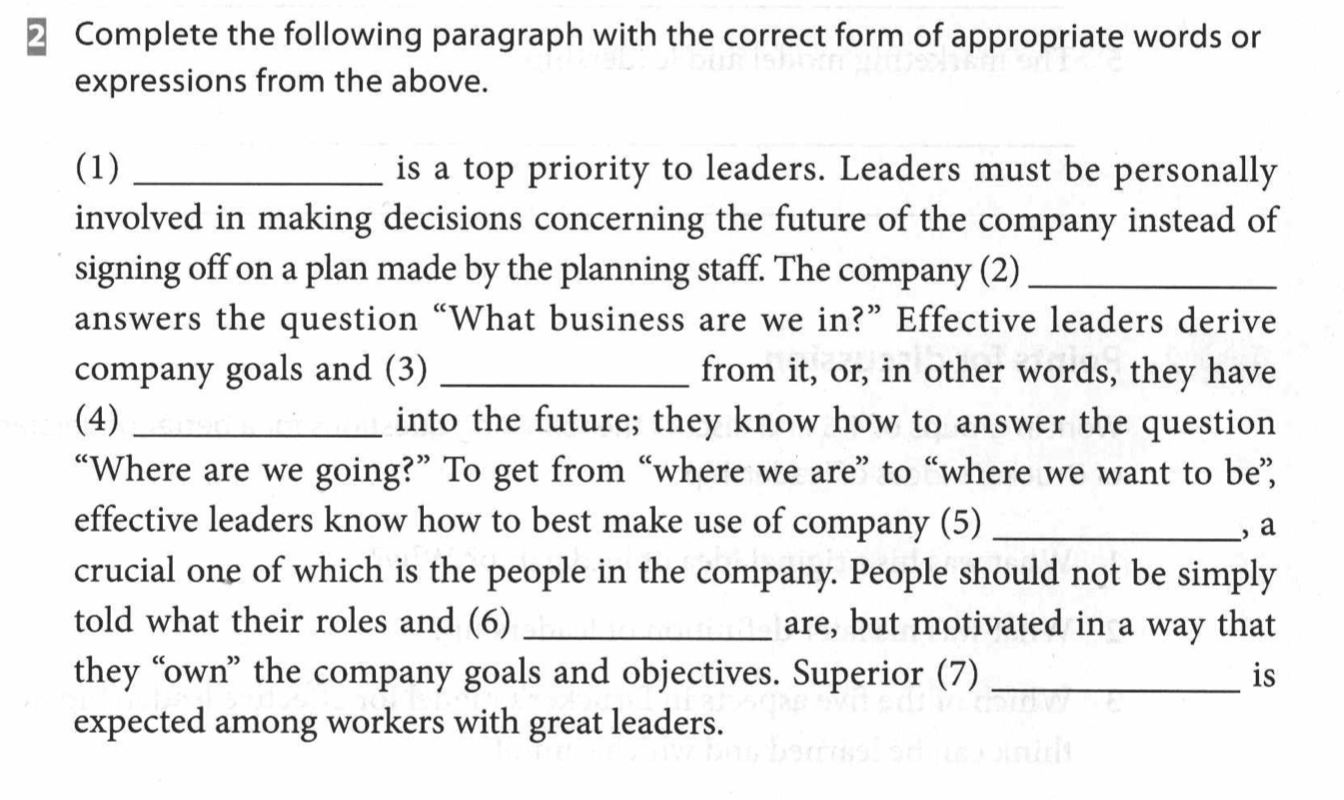 2 Complete the following paragraph with the correct form of appropriate words or
expressions from the above.
(1) ______________ is a top priority to leaders. Leaders must be personally
involved in making decisions concerning the future of the company instead of
signing off on a plan made by the planning staff. The company (2) ______________
answers the question “What business are we in?” Effective leaders derive
company goals and (3) ______________ from it; or, in other words, they have
(4) ______________ into the future: they know how to answer the question
“Where are we going?” To get from “where we are” to “where we want to be”,
effective leaders know how to best make use of company (5) ______________, a
crucial one of which is the people in the company. People should not be simply
told what their roles and (6) ______________ are, but motivated in a way that
they “own” the company goals and objectives. Superior (7) ______________ is
expected among workers with great leaders.